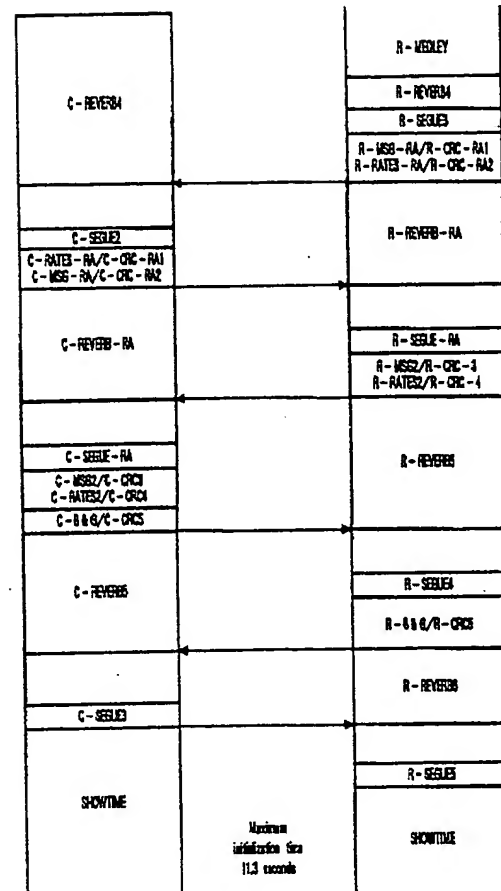 C-REVERB4
R-MEDLEY
R-REVERB4
R-SEGUE3
R-MSG-RA/R-CRC-RA1
R-RATES-RA/R-CRC-RA2
C-SEGUE2
C-RATES-RA/C-CRC-RA1
C-MSG-RA/C-CRC-RA2
R-REVERB-RA
C-REVERB-RA
R-SEGUE-RA
R-MSG2/R-CRC-3
R-RATES2/R-CRC-4
C-SEGUE-RA
C-MSG2/C-CRC3
C-RATES2/C-CRC4
C-B&G/C-CRC5
R-REVERB5
C-REVERB5
R-SEGUE4
R-B&G/R-CRC5
R-REVERB6
C-SEGUE3
R-SEGUE5
SHOWTIME
SHOWTIME
Maximum
initialization time
11.3 seconds